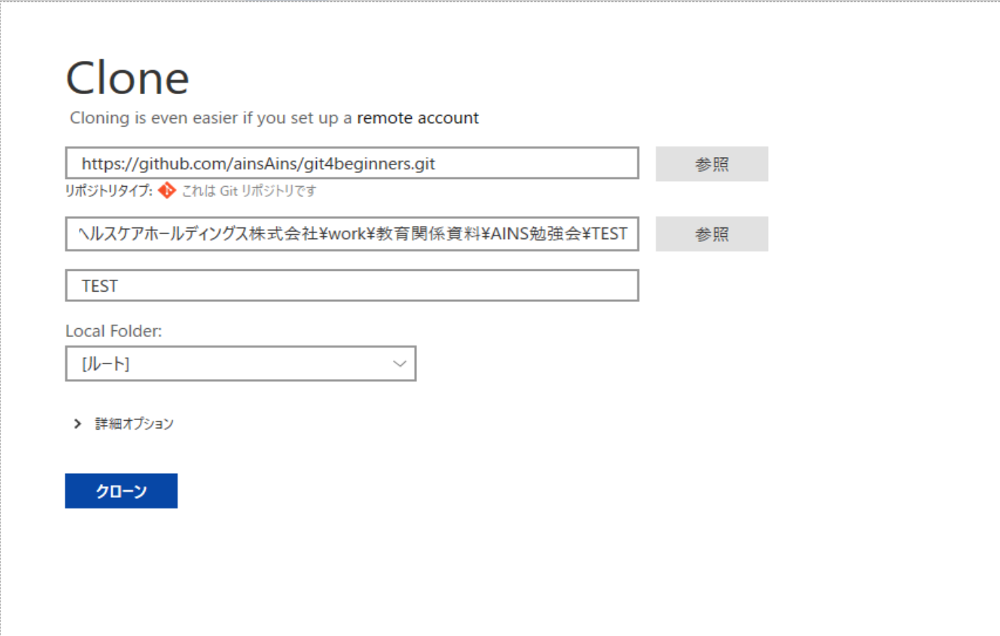 Clone
Cloning is even easier if you set up a remote account
https://github.com/ainsAins/git4beginners.git
参照
リポジトリタイプ: これは Git リポジトリです
ヘルスケアホールディングス株式会社¥work¥教育関係資料¥AINS勉強会¥TEST
参照
TEST
Local Folder:
[ルート]
詳細オプション
クローン